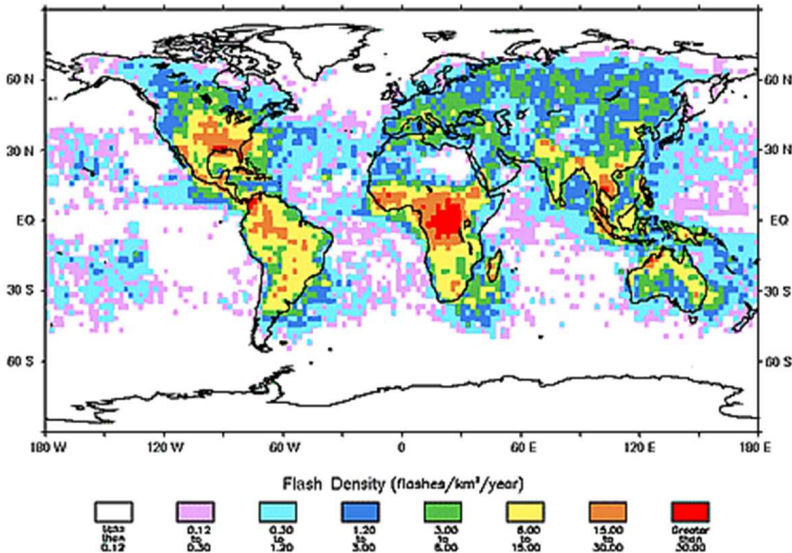 60 N 60 N
30 N 30 N
EQ EQ
30 S 30 S
60 S 60 S
180 W 120 W 60 W 0 60 E 120 E 180 E
Flash Density (flashes/km²/year)
Less 0.12 0.30 1.20 3.00 6.00 15.00 Greater
than to to to to to to than
0.12 0.30 1.20 3.00 6.00 15.00 30.00 30.00